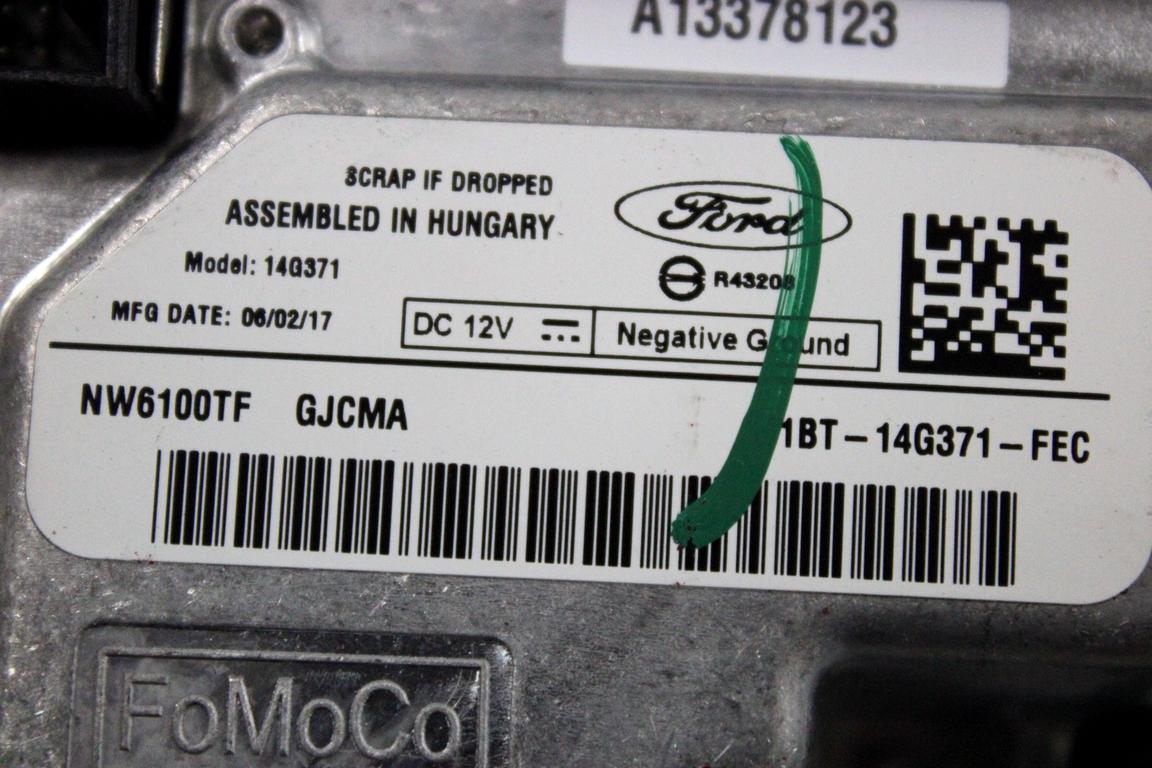 A13378123
SCRAP IF DROPPED
ASSEMBLED IN HUNGARY
Ford
Model: 14G371
R43208
MFG DATE: 06/02/17
DC 12V
Negative Ground
NW6100TF GJCMA
1BT-14G371-FEC
FoMoCo